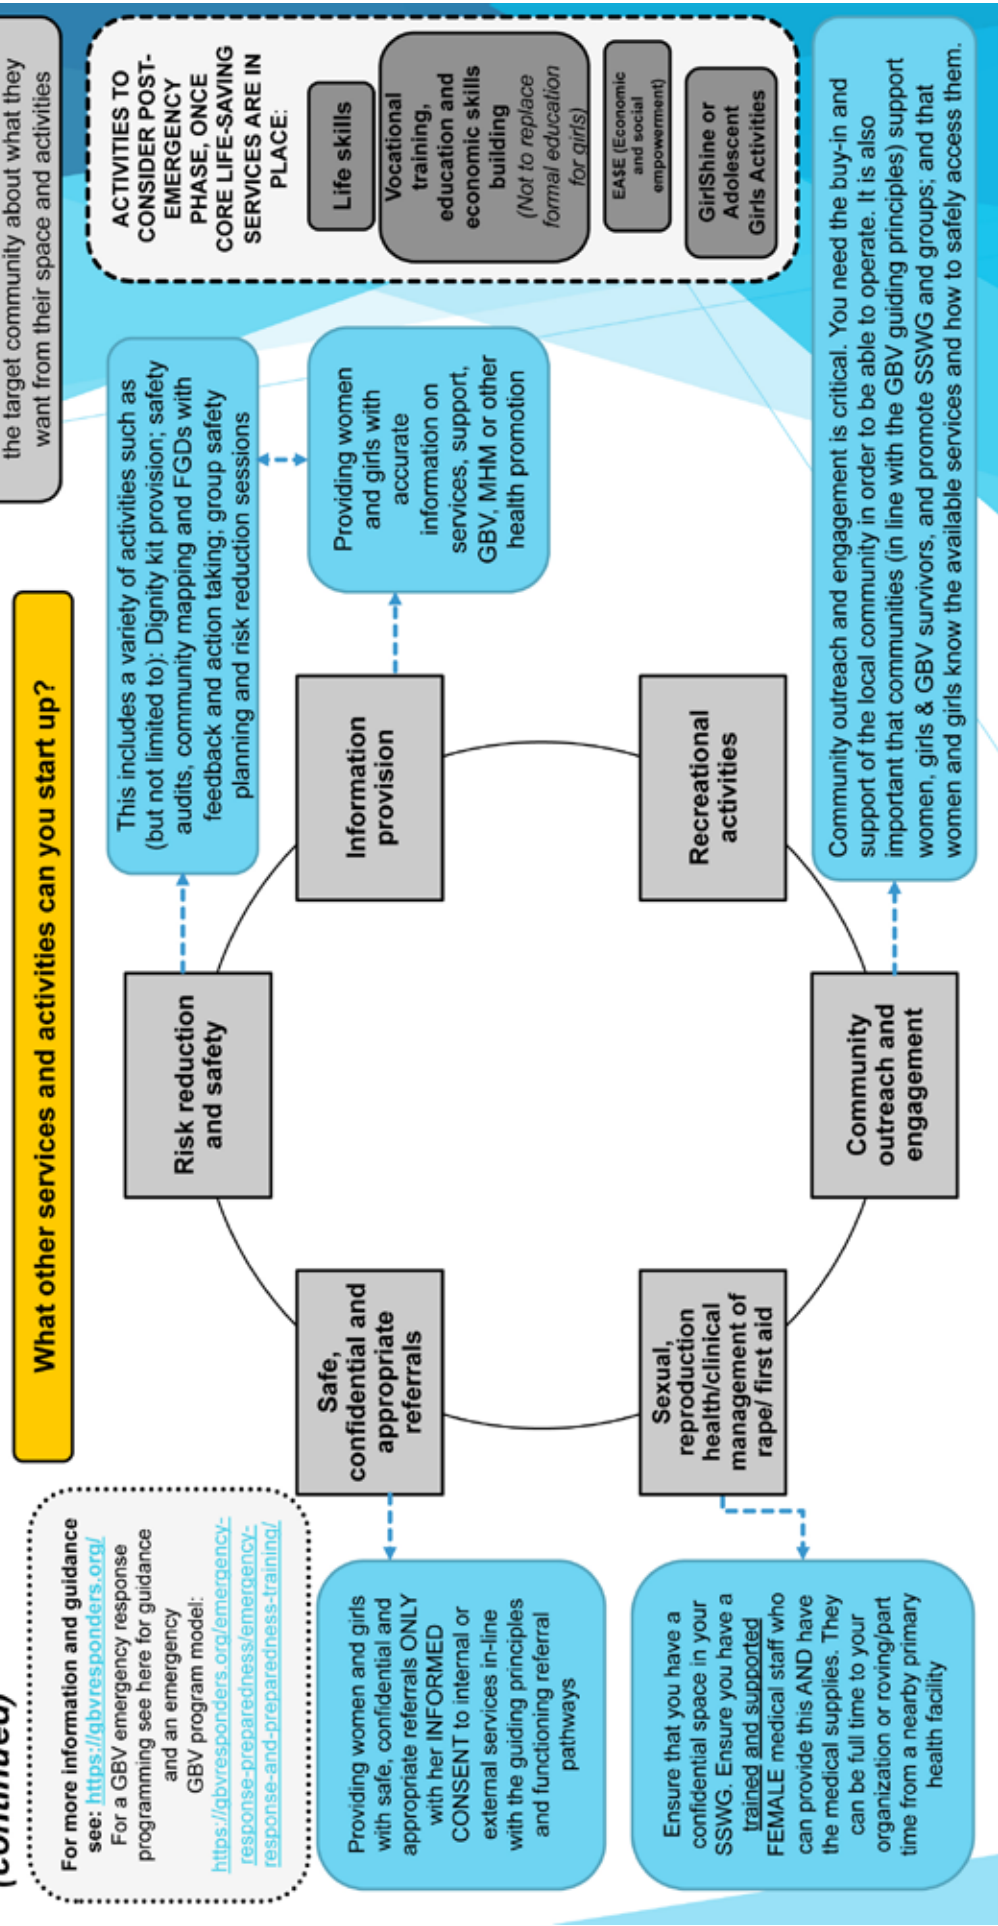 (continued)
the target community about what they
want from their space and activities
What other services and activities can you start up?
For more information and guidance
see: https://gbvresponders.org/
For a GBV emergency response
programming see here for guidance
and an emergency
GBV program model:
https://gbvresponders.org/emergency-
response-preparedness/emergency-
response-and-preparedness-training/
Risk reduction
and safety
This includes a variety of activities such as
(but not limited to): Dignity kit provision; safety
audits, community mapping and FGDs with
feedback and action taking; group safety
planning and risk reduction sessions
Information
provision
Providing women
and girls with
accurate
information on
services, support,
GBV, MHM or other
health promotion
Recreational
activities
Community
outreach and
engagement
Community outreach and engagement is critical. You need the buy-in and
support of the local community in order to be able to operate. It is also
important that communities (in line with the GBV guiding principles) support
women, girls & GBV survivors, and promote SSWG and groups; and that
women and girls know the available services and how to safely access them.
Sexual,
reproduction
health/clinical
management of
rape/ first aid
Ensure that you have a
confidential space in your
SSWG. Ensure you have a
trained and supported
FEMALE medical staff who
can provide this AND have
the medical supplies. They
can be full time to your
organization or roving/part
time from a nearby primary
health facility
Safe,
confidential and
appropriate
referrals
Providing women and girls
with safe, confidential and
appropriate referrals ONLY
with her INFORMED
CONSENT to internal or
external services in-line
with the guiding principles
and functioning referral
pathways
ACTIVITIES TO
CONSIDER POST-
EMERGENCY
PHASE, ONCE
CORE LIFE-SAVING
SERVICES ARE IN
PLACE:
Life skills
Vocational
training,
education and
economic skills
building
(Not to replace
formal education
for girls)
EA$E (Economic
and social
empowerment)
GirlShine or
Adolescent
Girls Activities